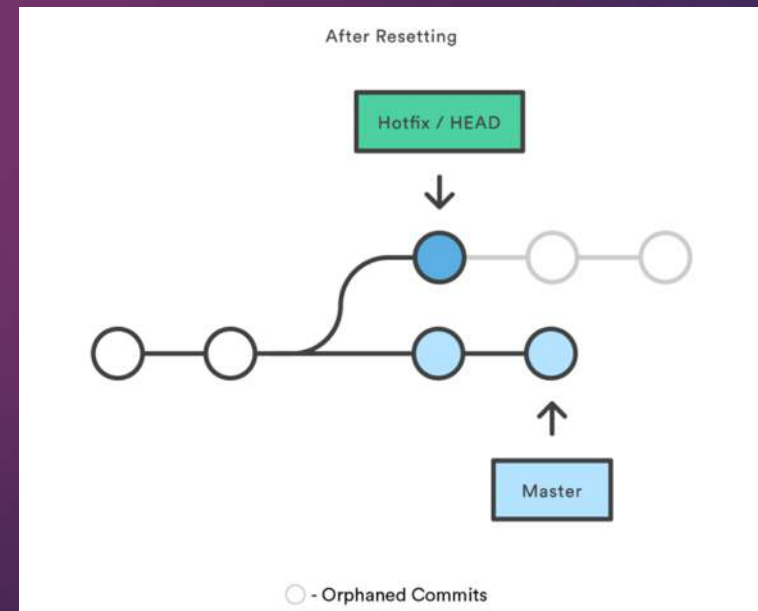 After Resetting
Hotfix / HEAD
Master
- Orphaned Commits